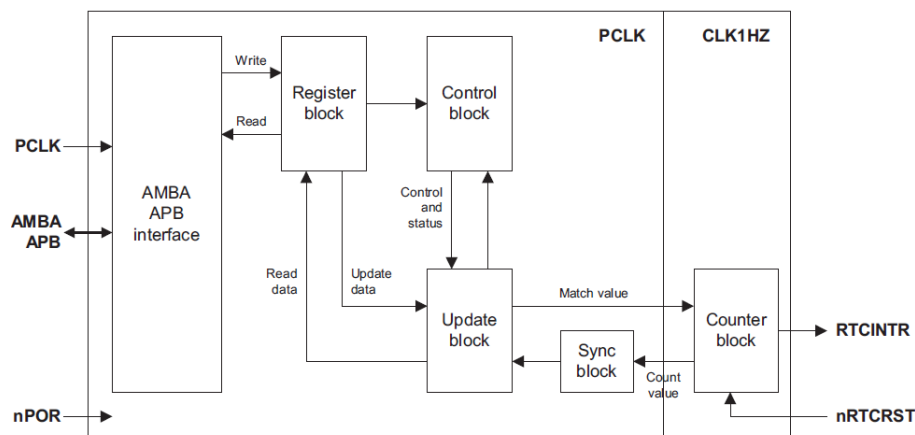 PCLK
CLK1HZ
Write
Register
block
Control
block
Read
PCLK
AMBA
APB
interface
Control
and
status
AMBA
APB
Read
data
Update
data
Match value
Update
block
Counter
block
RTCINTR
Sync
block
Count
value
nPOR
nRTCRST